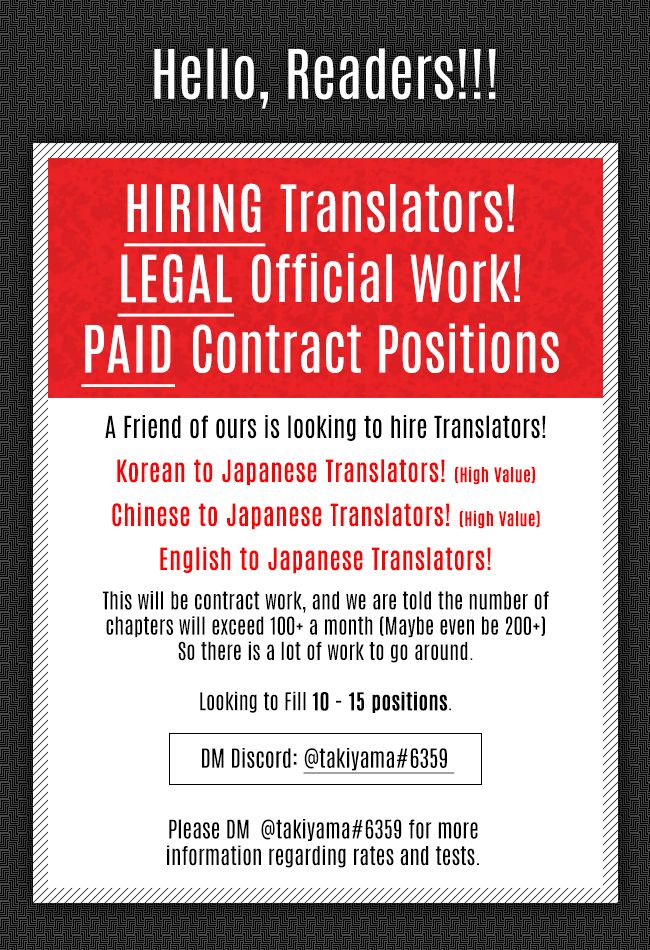 Hello, Readers!!!
HIRING Translators!
LEGAL Official Work!
PAID Contract Positions
A Friend of ours is looking to hire Translators!
Korean to Japanese Translators! (High Value)
Chinese to Japanese Translators! (High Value)
English to Japanese Translators!
This will be contract work, and we are told the number of
chapters will exceed 100+ a month (Maybe even be 200+)
So there is a lot of work to go around.
Looking to Fill 10 - 15 positions.
DM Discord: @takiyama#6359
Please DM @takiyama#6359 for more
information regarding rates and tests.